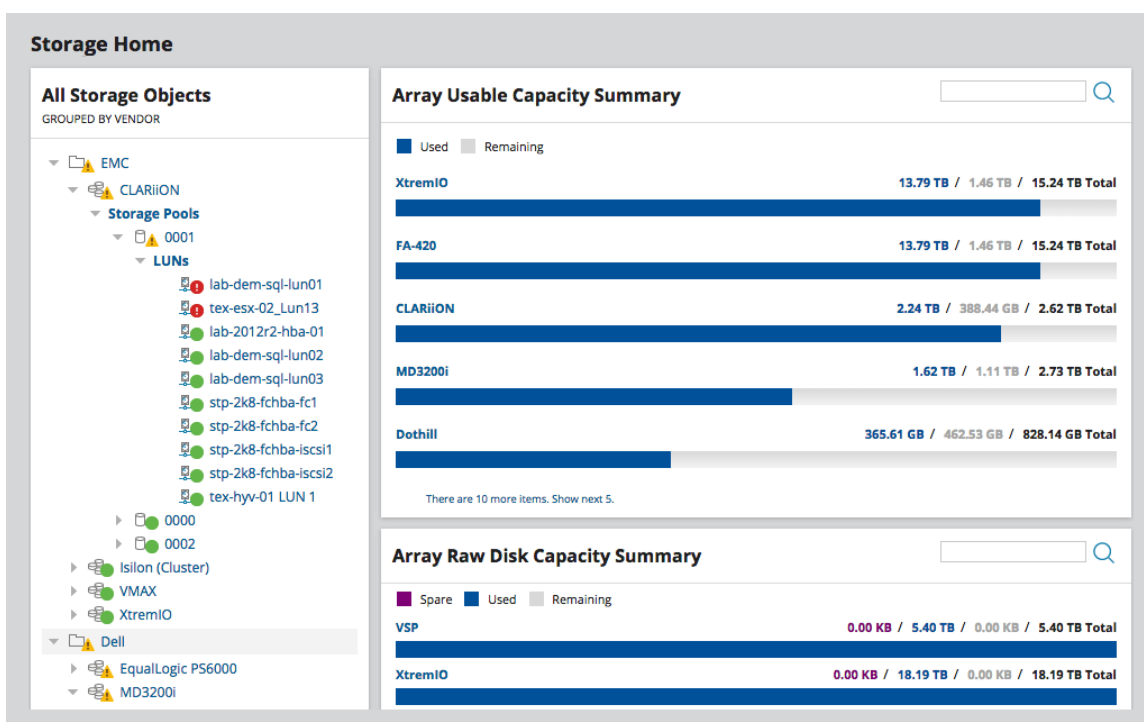 Storage Home
All Storage Objects
GROUPED BY VENDOR
EMC
CLARiiON
Storage Pools
0001
LUNs
lab-dem-sql-lun01
tex-esx-02_Lun13
lab-2012r2-hba-01
lab-dem-sql-lun02
lab-dem-sql-lun03
stp-2k8-fchba-fc1
stp-2k8-fchba-fc2
stp-2k8-fchba-iscsi1
stp-2k8-fchba-iscsi2
tex-hyv-01 LUN 1
0000
0002
Isilon (Cluster)
VMAX
XtremIO
Dell
EqualLogic PS6000
MD3200i
Array Usable Capacity Summary
Used Remaining
XtremIO 13.79 TB / 1.46 TB / 15.24 TB Total
FA-420 13.79 TB / 1.46 TB / 15.24 TB Total
CLARiiON 2.24 TB / 388.44 GB / 2.62 TB Total
MD3200i 1.62 TB / 1.11 TB / 2.73 TB Total
Dothill 365.61 GB / 462.53 GB / 828.14 GB Total
There are 10 more items. Show next 5.
Array Raw Disk Capacity Summary
Spare Used Remaining
VSP 0.00 KB / 5.40 TB / 0.00 KB / 5.40 TB Total
XtremIO 0.00 KB / 18.19 TB / 0.00 KB / 18.19 TB Total